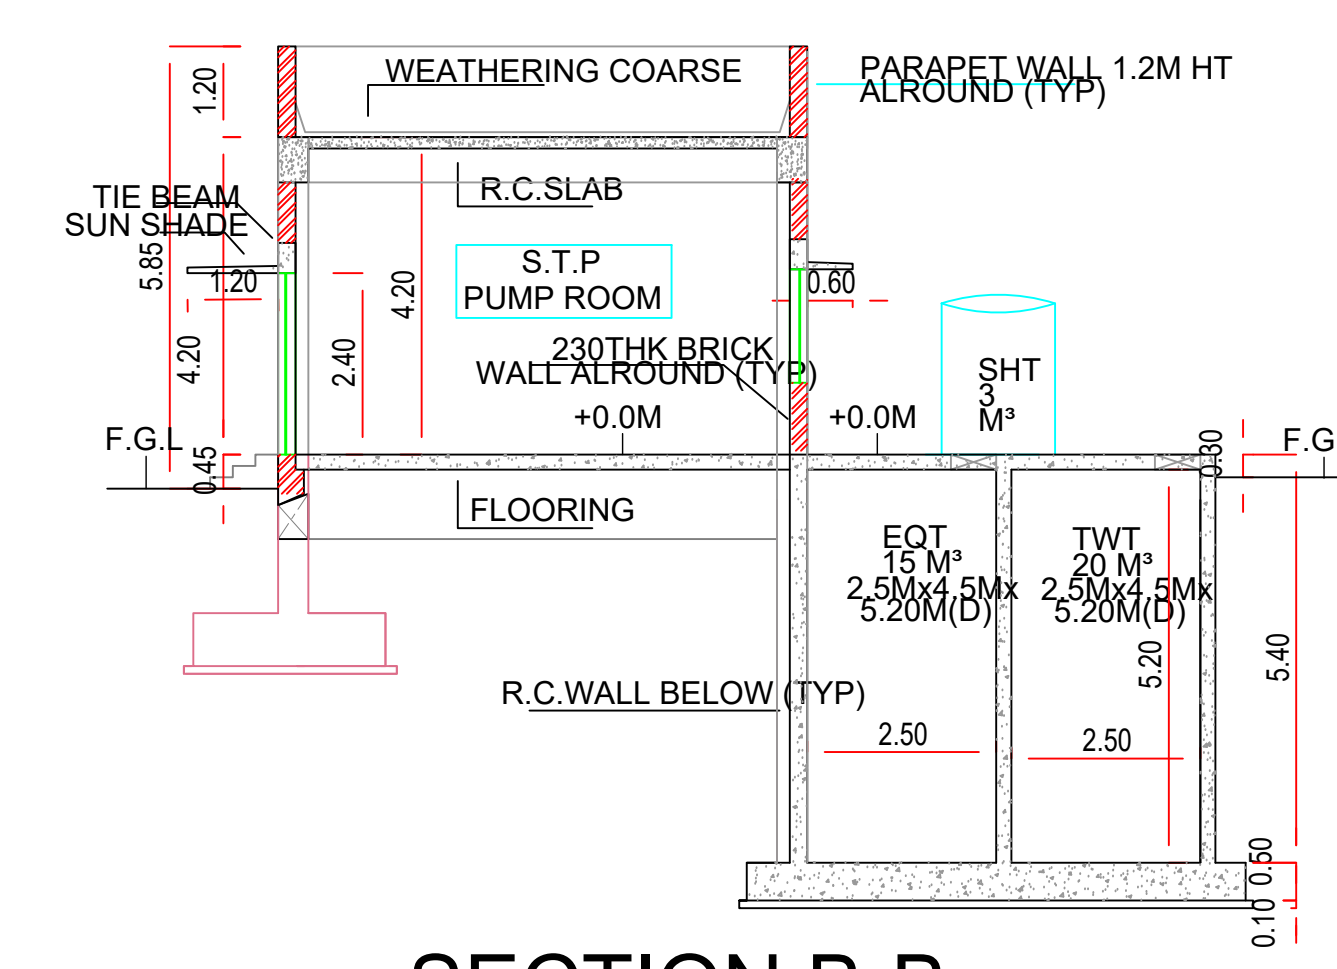 WEATHERING COARSE
PARAPET WALL 1.2M HT
ALROUND (TYP)
1.20
R.C.SLAB
TIE BEAM
SUN SHADE
5.85
1.20
4.20
S.T.P
PUMP ROOM
0.60
4.20
2.40
230THK BRICK
WALL ALROUND (TYP)
SHT
3
M³
+0.0M
+0.0M
F.G.L
F.G
0.45
0.30
FLOORING
EQT
15 M³
2.5Mx4.5Mx
5.20M(D)
TWT
20 M³
2.5Mx4.5Mx
5.20M(D)
5.20
5.40
R.C.WALL BELOW (TYP)
2.50
2.50
0.50
0.10
SECTION B-B